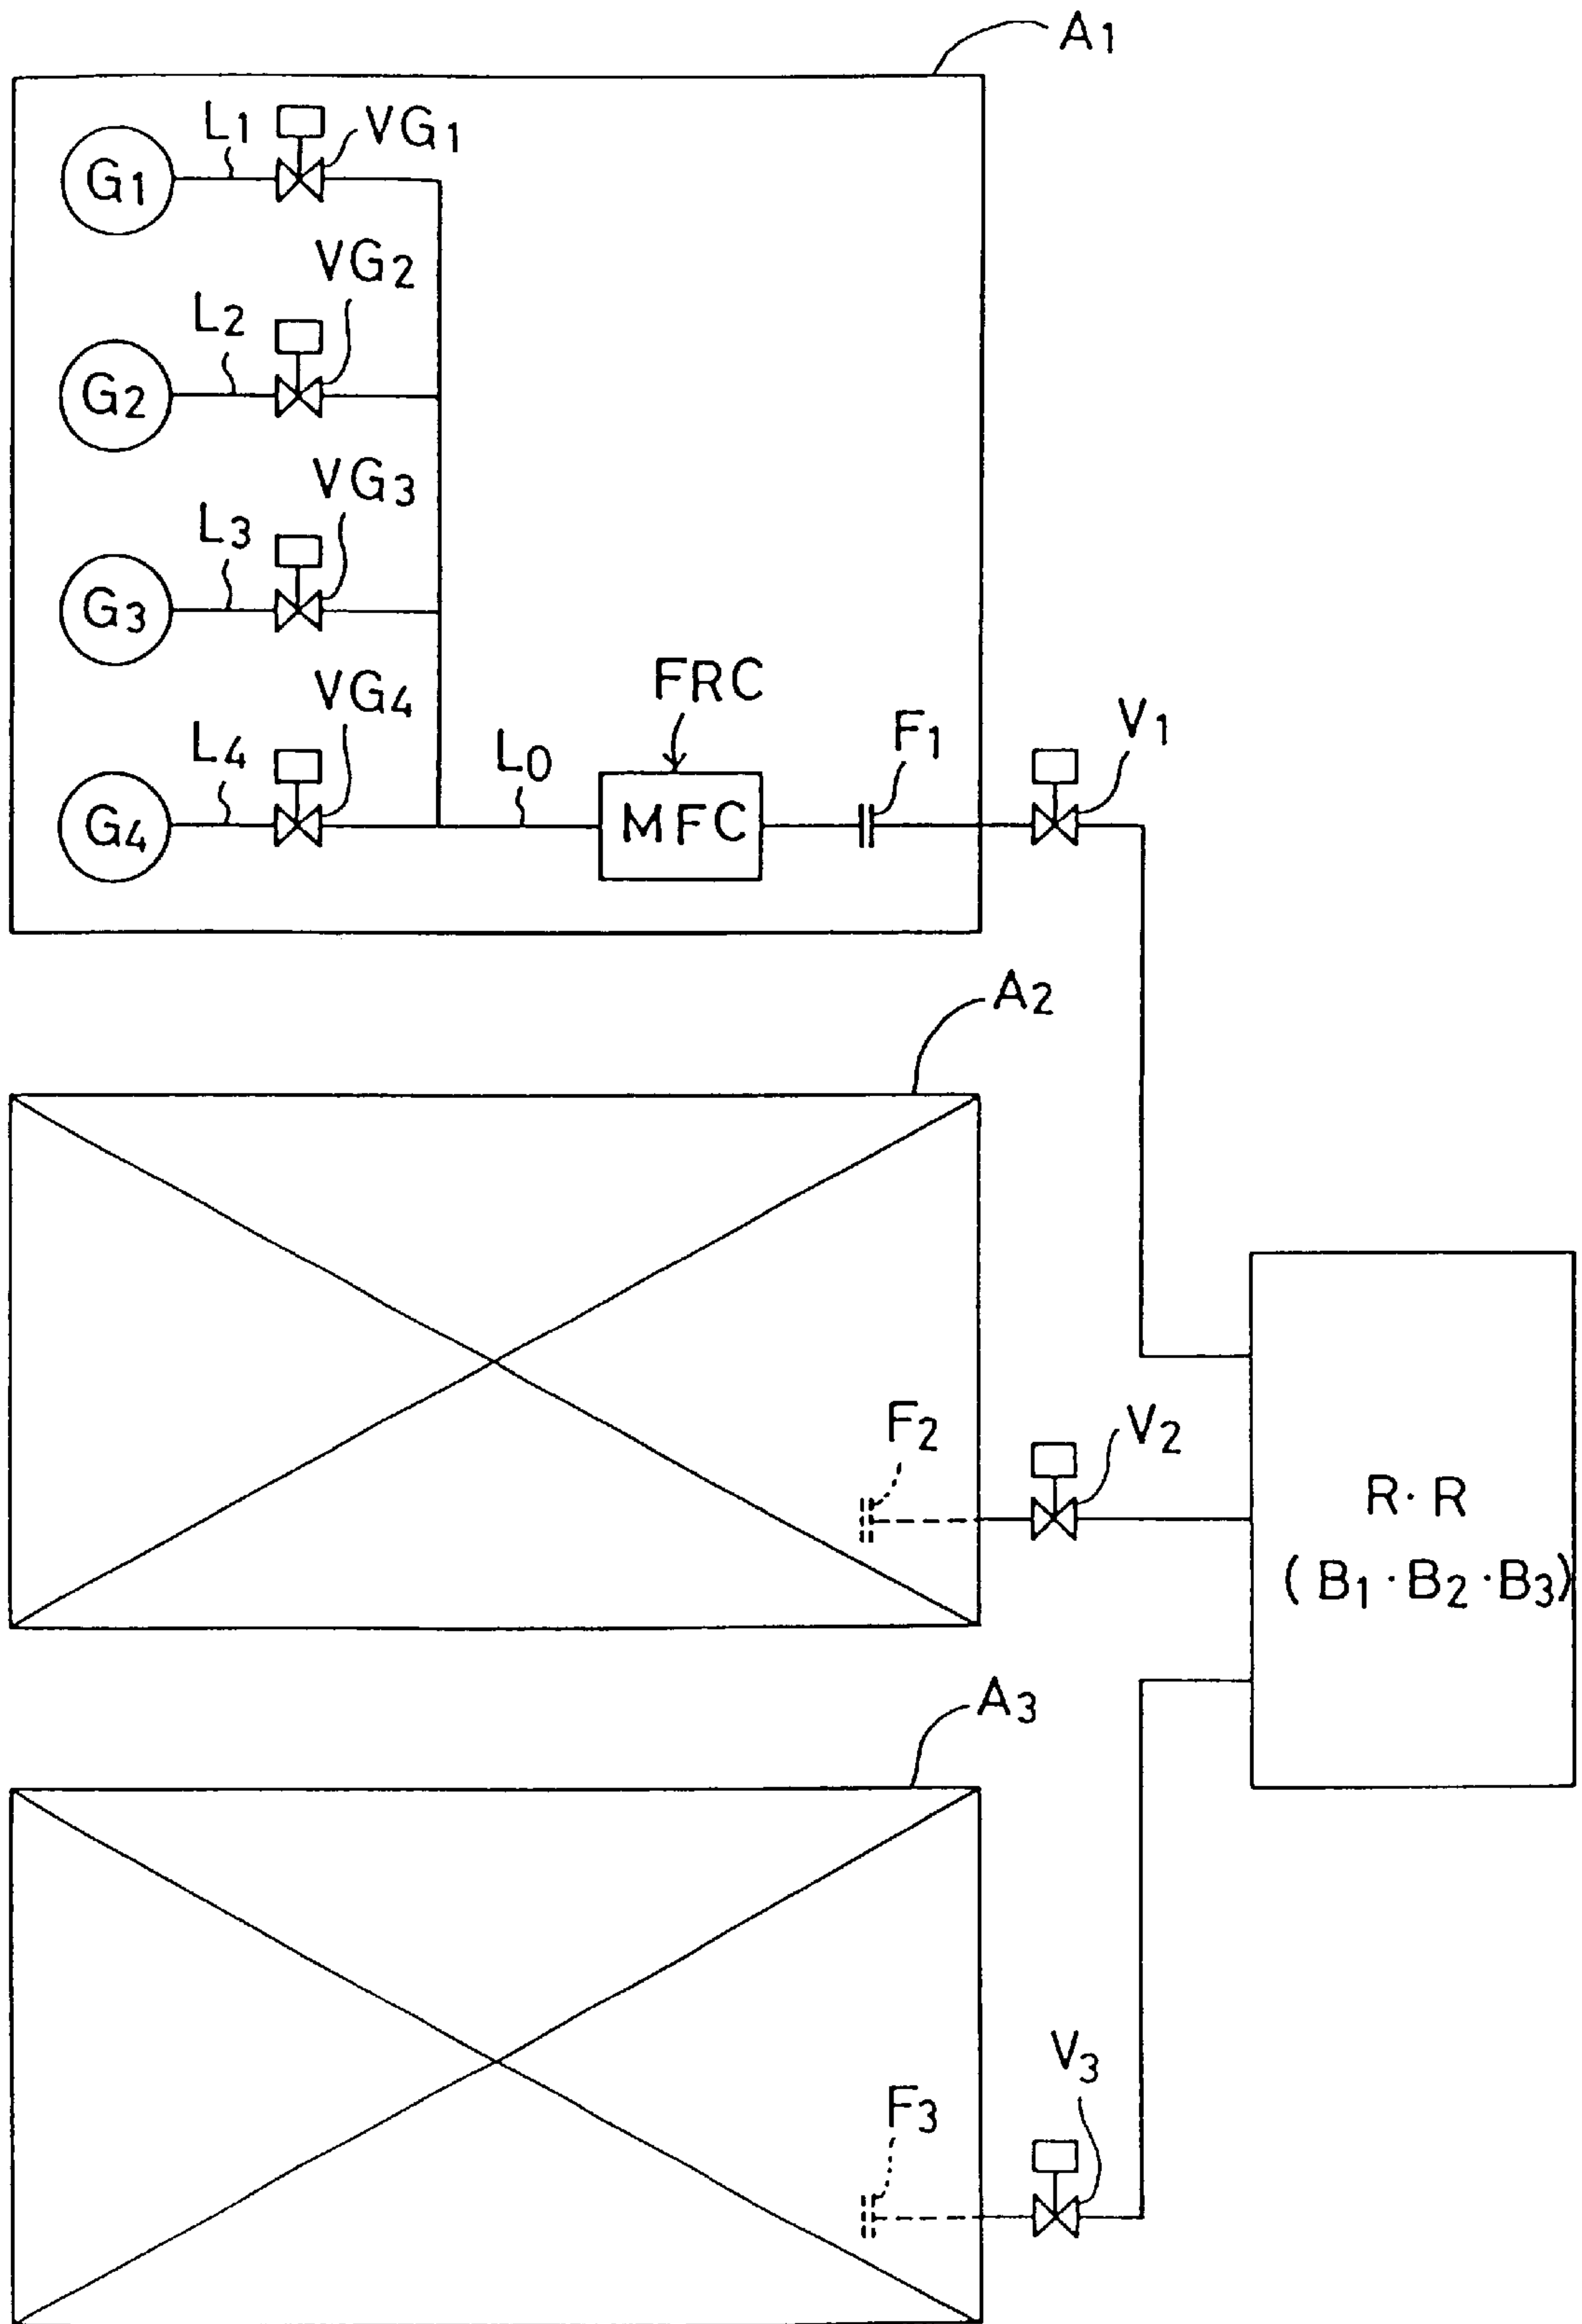 A1
L1 VG1
G1
VG2
L2
G2
VG3
L3
G3
VG4 FRC
L4 L0 F1 V1
G4 MFC
A2
F2 V2
R·R
(B1·B2·B3)
A3
V3
F3